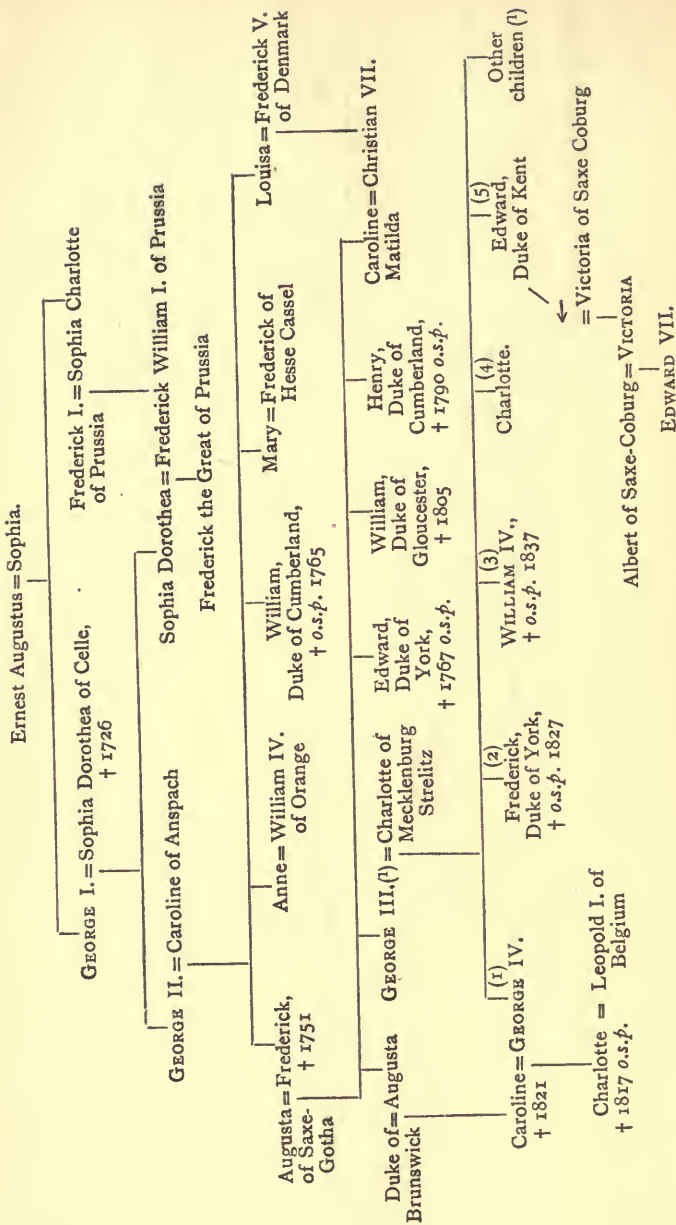 Ernest Augustus=Sophia.
GEORGE I.=Sophia Dorothea of Celle,
† 1726
Frederick I.=Sophia Charlotte
of Prussia
GEORGE II.=Caroline of Anspach
Sophia Dorothea=Frederick William I. of Prussia
Frederick the Great of Prussia
Augusta=Frederick,
of Saxe- † 1751
Gotha
Anne=William IV.
of Orange
William,
Duke of Cumberland,
† o.s.p. 1765
Mary=Frederick of
Hesse Cassel
Louisa=Frederick V.
of Denmark
Duke of=Augusta
Brunswick
GEORGE III.(¹)=Charlotte of
Mecklenburg
Strelitz
Edward,
Duke of
York,
† 1767 o.s.p.
William,
Duke of
Gloucester,
† 1805
Henry,
Duke of
Cumberland,
† 1790 o.s.p.
Caroline=Christian VII.
Matilda
(1)
Caroline=GEORGE IV.
† 1821
(2)
Frederick,
Duke of York,
† o.s.p. 1827
(3)
WILLIAM IV.,
† o.s.p. 1837
(4)
Charlotte.
(5)
Edward,
Duke of Kent
Other
children (¹)
Charlotte = Leopold I. of
† 1817 o.s.p. Belgium
=Victoria of Saxe Coburg
Albert of Saxe-Coburg=VICTORIA
EDWARD VII.